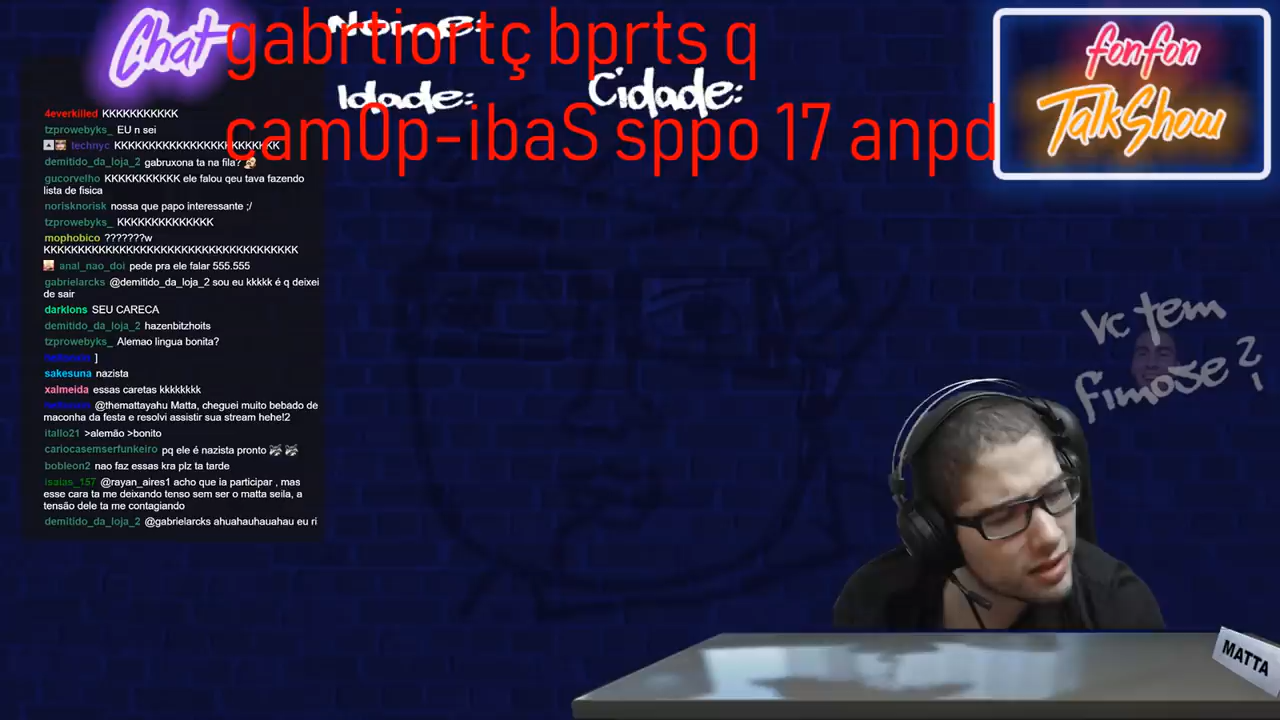 Chat
Nome:
gabrtiortç bprts q
Idade:
Cidade:
cam0p-ibaS sppo 17 anpd
fonfon
TalkShow
4everkilled KKKKKKKKKKK
tzprowebyks_ EU n sei
technyc KKKKKKKKKKKKKKKKKKKKKKKK
demitido_da_loja_2 gabruxona ta na fila?
gucorvelho KKKKKKKKKKK ele falou qeu tava fazendo
lista de fisica
norisknorisk nossa que papo interessante ;/
tzprowebyks_ KKKKKKKKKKKKKK
mophobico ???????w
KKKKKKKKKKKKKKKKKKKKKKKKKKKKKKKKKKKKK
anal_nao_doi pede pra ele falar 555.555
gabrielarcks @demitido_da_loja_2 sou eu kkkkk é q deixei
de sair
darklons SEU CARECA
demitido_da_loja_2 hazenbitzhoits
tzprowebyks_ Alemao lingua bonita?
]
sakesuna nazista
xalmeida essas caretas kkkkkkkk
@themattayahu Matta, cheguei muito bebado de
maconha da festa e resolvi assistir sua stream hehe!2
itallo21 >alemão >bonito
cariocasemserfunkeiro pq ele é nazista pronto
bobleon2 nao faz essas kra plz ta tarde
isaias_157 @rayan_aires1 acho que ia participar , mas
esse cara ta me deixando tenso sem ser o matta seila, a
tensão dele ta me contagiando
demitido_da_loja_2 @gabrielarcks ahuahauhauahau eu ri
vc tem
fimose?
MATTA